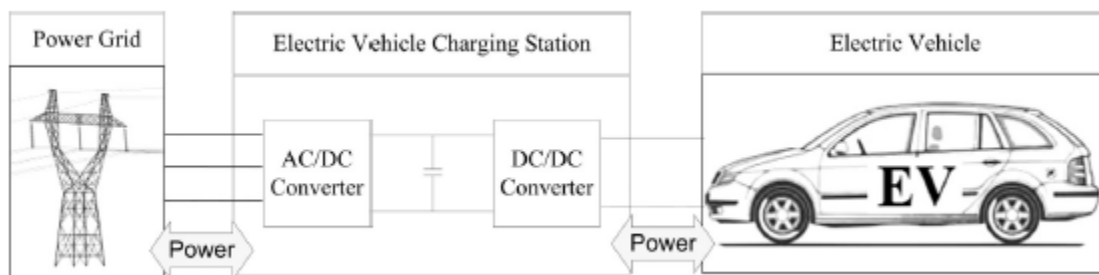 Power Grid
Electric Vehicle Charging Station
Electric Vehicle
AC/DC
Converter
DC/DC
Converter
EV
Power
Power